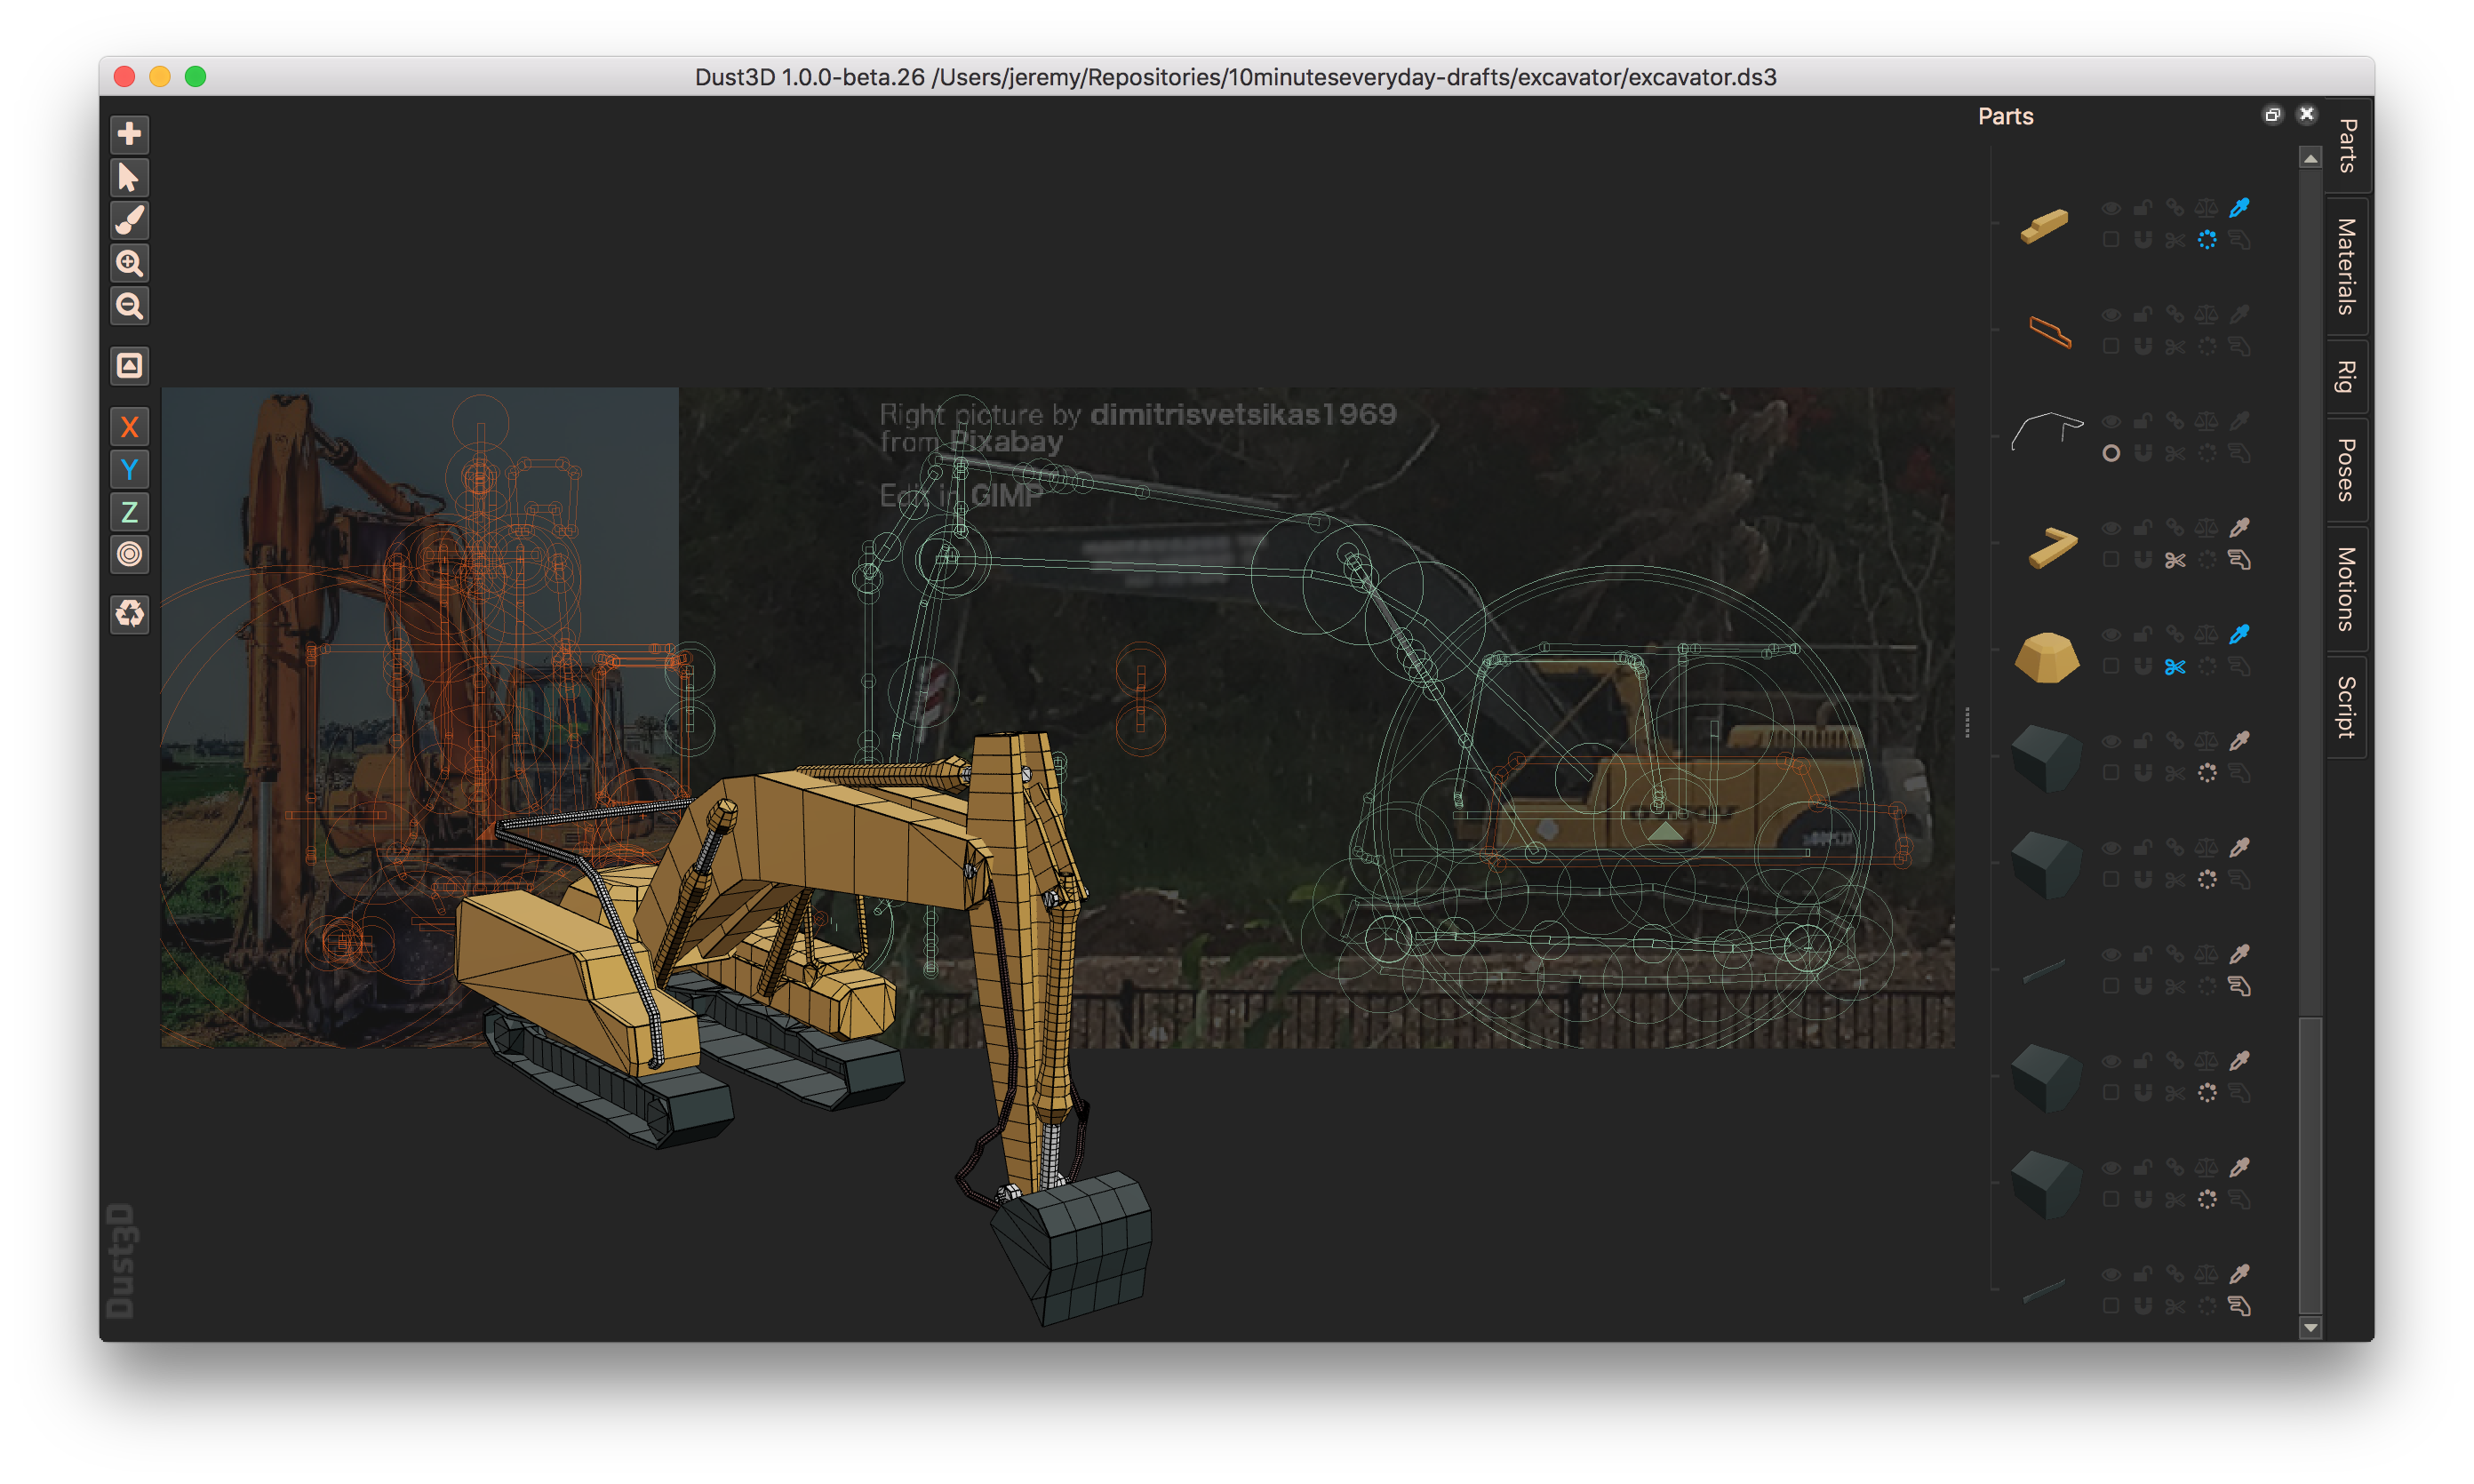 Dust3D 1.0.0-beta.26 /Users/jeremy/Repositories/10minuteseveryday-drafts/excavator/excavator.ds3
Parts
Parts
Materials
Rig
Poses
Motions
Script
X
Y
Z
Right picture by dimitrisvetsikas1969
from Pixabay
Edit in GIMP
Dust3D